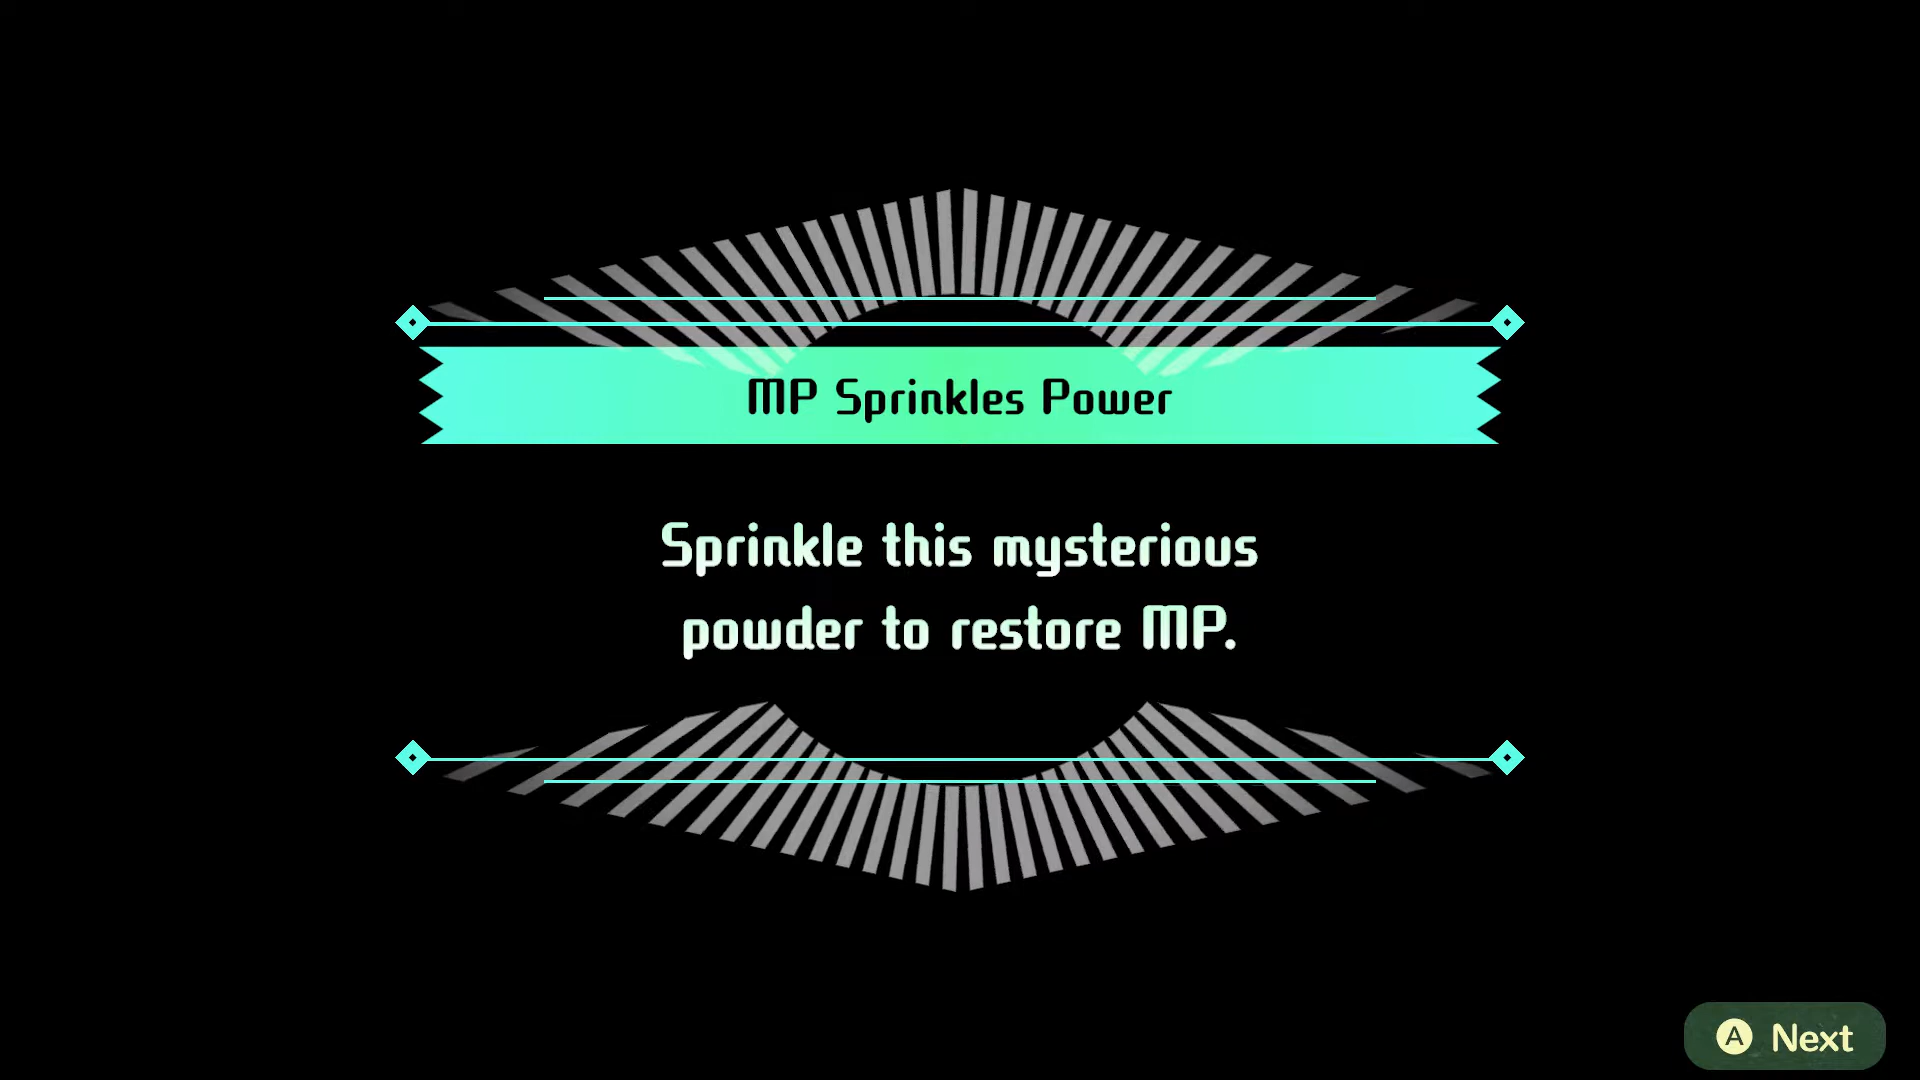 MP Sprinkles Power
Sprinkle this mysterious
powder to restore MP.
A Next